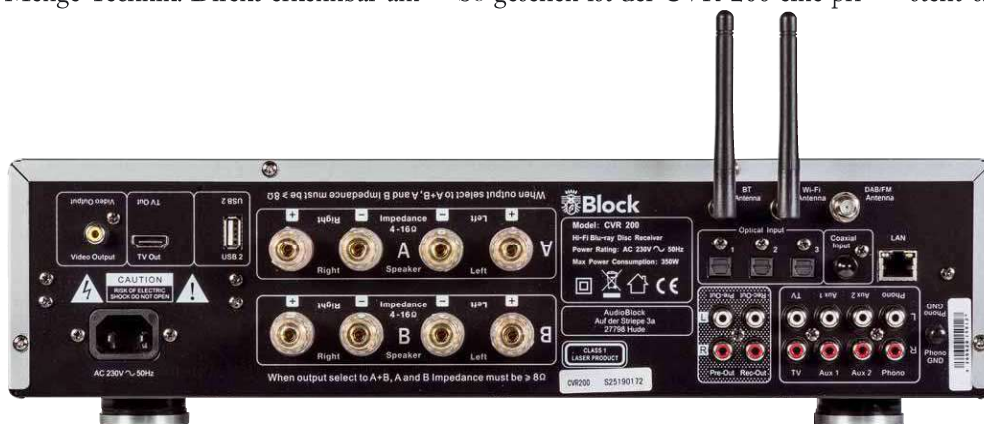 Menge Technik. Direkt erkennbar am
So gesehen ist der CVR 200 eine
Video Output
TV Out
USB 2
Video Output
TV Out
USB 2
CAUTION
RISK OF ELECTRIC
SHOCK DO NOT OPEN
AC 230V ~ 50Hz
When output select to A+B, A and B Impedance must be ≥ 8Ω
+ Right − Impedance − Left +
4-16Ω
A
A
Right Speaker Left
+ Right − Impedance − Left +
4-16Ω
B
B
Right Speaker Left
When output select to A+B, A and B Impedance must be ≥ 8Ω
Block
Model: CVR 200
Hi-Fi Blu-ray Disc Receiver
Power Rating: AC 230V ~ 50Hz
Max Power Consumption: 350W
CE
AudioBlock
Auf der Striepe 3a
27798 Hude
CLASS 1
LASER PRODUCT
CVR200 S25190172
BT
Antenna
Wi-Fi
Antenna
DAB/FM
Antenna
Optical Input
1 2 3
Coaxial
Input
LAN
Pre-Out Rec-Out
L
R
Pre-Out Rec-Out
TV Aux 1 Aux 2 Phono
L
R
TV Aux 1 Aux 2 Phono
Phono
GND
Phono
GND